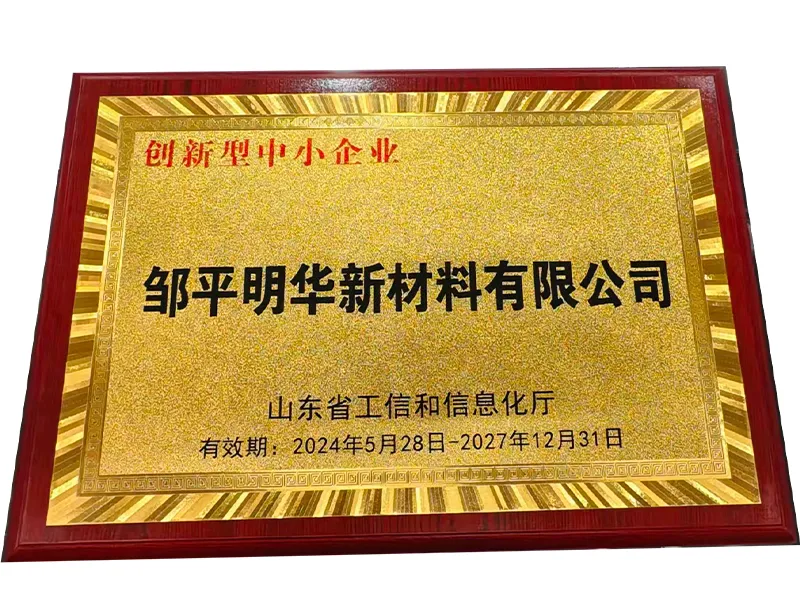 创新型中小企业
邹平明华新材料有限公司
山东省工信和信息化厅
有效期：2024年5月28日-2027年12月31日